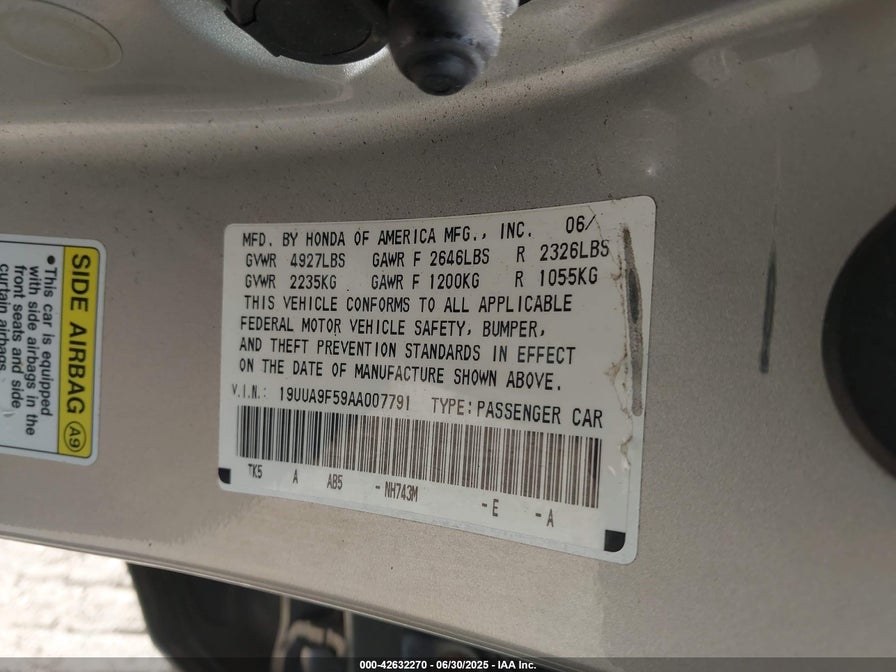 MFD. BY HONDA OF AMERICA MFG., INC. 06/
GVWR 4927LBS GAWR F 2646LBS R 2326LBS
GVWR 2235KG GAWR F 1200KG R 1055KG
THIS VEHICLE CONFORMS TO ALL APPLICABLE
FEDERAL MOTOR VEHICLE SAFETY, BUMPER,
AND THEFT PREVENTION STANDARDS IN EFFECT
ON THE DATE OF MANUFACTURE SHOWN ABOVE.
V.I.N.: 19UUA9F59AA007791 TYPE: PASSENGER CAR
TK5 A AB5 -NH743M -E -A
SIDE AIRBAG A9
•This car is equipped
with side airbags in the
front seats and side
curtain airbags
000-42632270 - 06/30/2025 - IAA Inc.